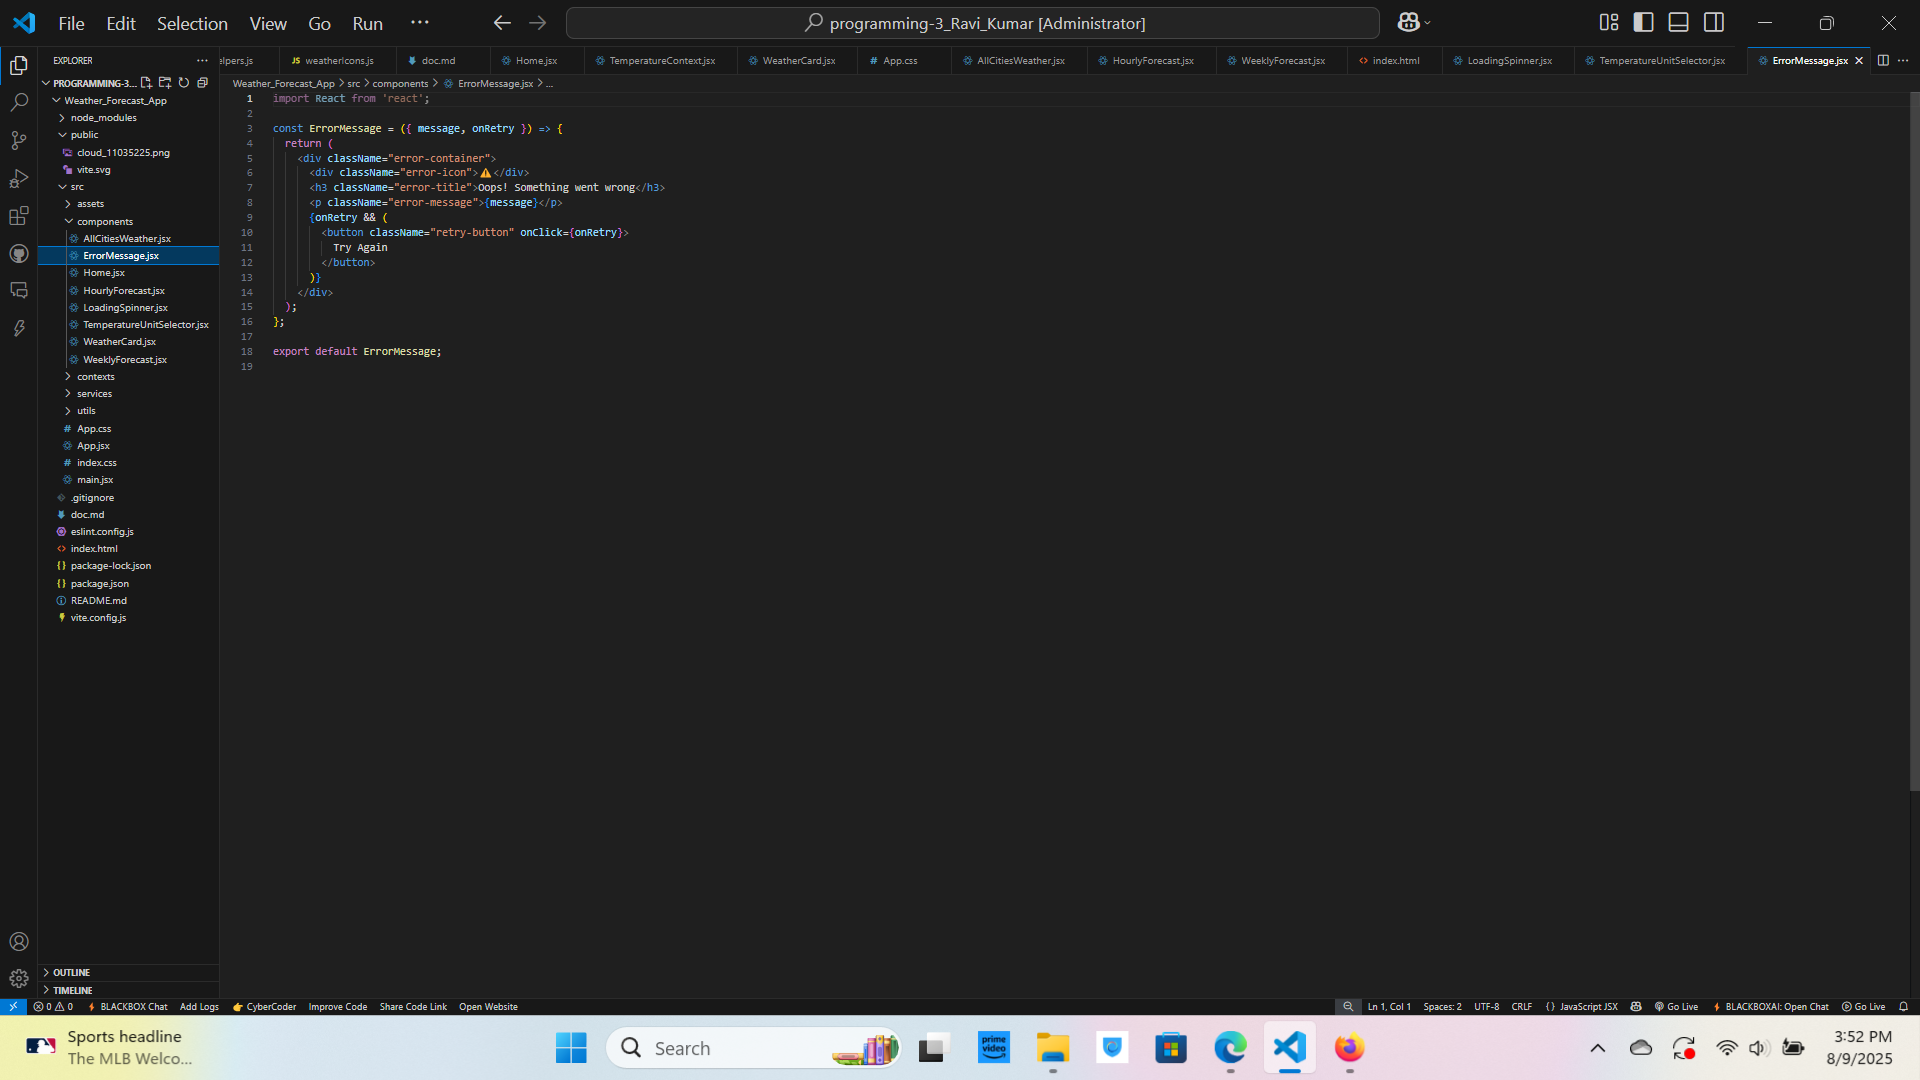 File Edit Selection View Go Run ···
programming-3_Ravi_Kumar [Administrator]
EXPLORER ···
elpers.js
JS weatherIcons.js
doc.md
Home.jsx
TemperatureContext.jsx
WeatherCard.jsx
# App.css
AllCitiesWeather.jsx
HourlyForecast.jsx
WeeklyForecast.jsx
<> index.html
LoadingSpinner.jsx
TemperatureUnitSelector.jsx
ErrorMessage.jsx
PROGRAMMING-3...
Weather_Forecast_App
node_modules
public
cloud_11035225.png
vite.svg
src
assets
components
AllCitiesWeather.jsx
ErrorMessage.jsx
Home.jsx
HourlyForecast.jsx
LoadingSpinner.jsx
TemperatureUnitSelector.jsx
WeatherCard.jsx
WeeklyForecast.jsx
contexts
services
utils
# App.css
App.jsx
# index.css
main.jsx
.gitignore
doc.md
eslint.config.js
<> index.html
{} package-lock.json
{} package.json
README.md
vite.config.js
OUTLINE
TIMELINE
Weather_Forecast_App > src > components > ErrorMessage.jsx > ...
1 import React from 'react';
2
3 const ErrorMessage = ({ message, onRetry }) => {
4 return (
5 <div className="error-container">
6 <div className="error-icon">⚠️</div>
7 <h3 className="error-title">Oops! Something went wrong</h3>
8 <p className="error-message">{message}</p>
9 {onRetry && (
10 <button className="retry-button" onClick={onRetry}>
11 Try Again
12 </button>
13 )}
14 </div>
15 );
16 };
17
18 export default ErrorMessage;
19
0 0 BLACKBOX Chat Add Logs CyberCoder Improve Code Share Code Link Open Website
Ln 1, Col 1 Spaces: 2 UTF-8 CRLF {} JavaScript JSX Go Live BLACKBOXAI: Open Chat Go Live
Sports headline
The MLB Welco...
Search
prime video
3:52 PM
8/9/2025